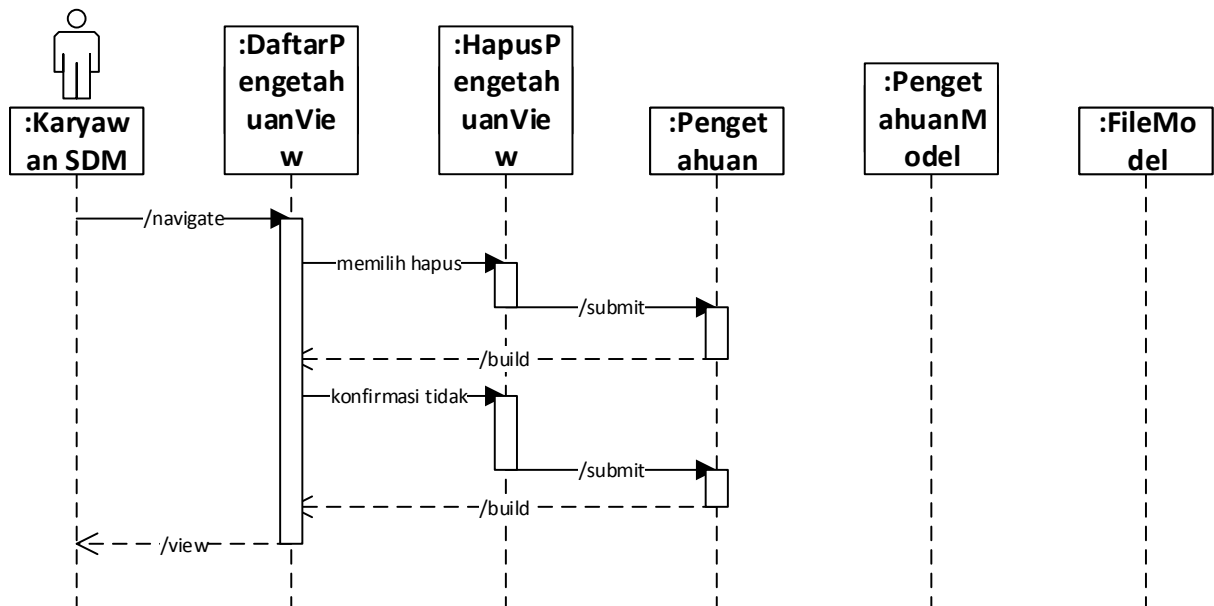 :Karyaw
an SDM
:DaftarP
engetah
uanVie
w
:HapusP
engetah
uanVie
w
:Penget
ahuan
:Penget
ahuanM
odel
:FileMo
del
/navigate
memilih hapus
/submit
/build
konfirmasi tidak
/submit
/build
/view